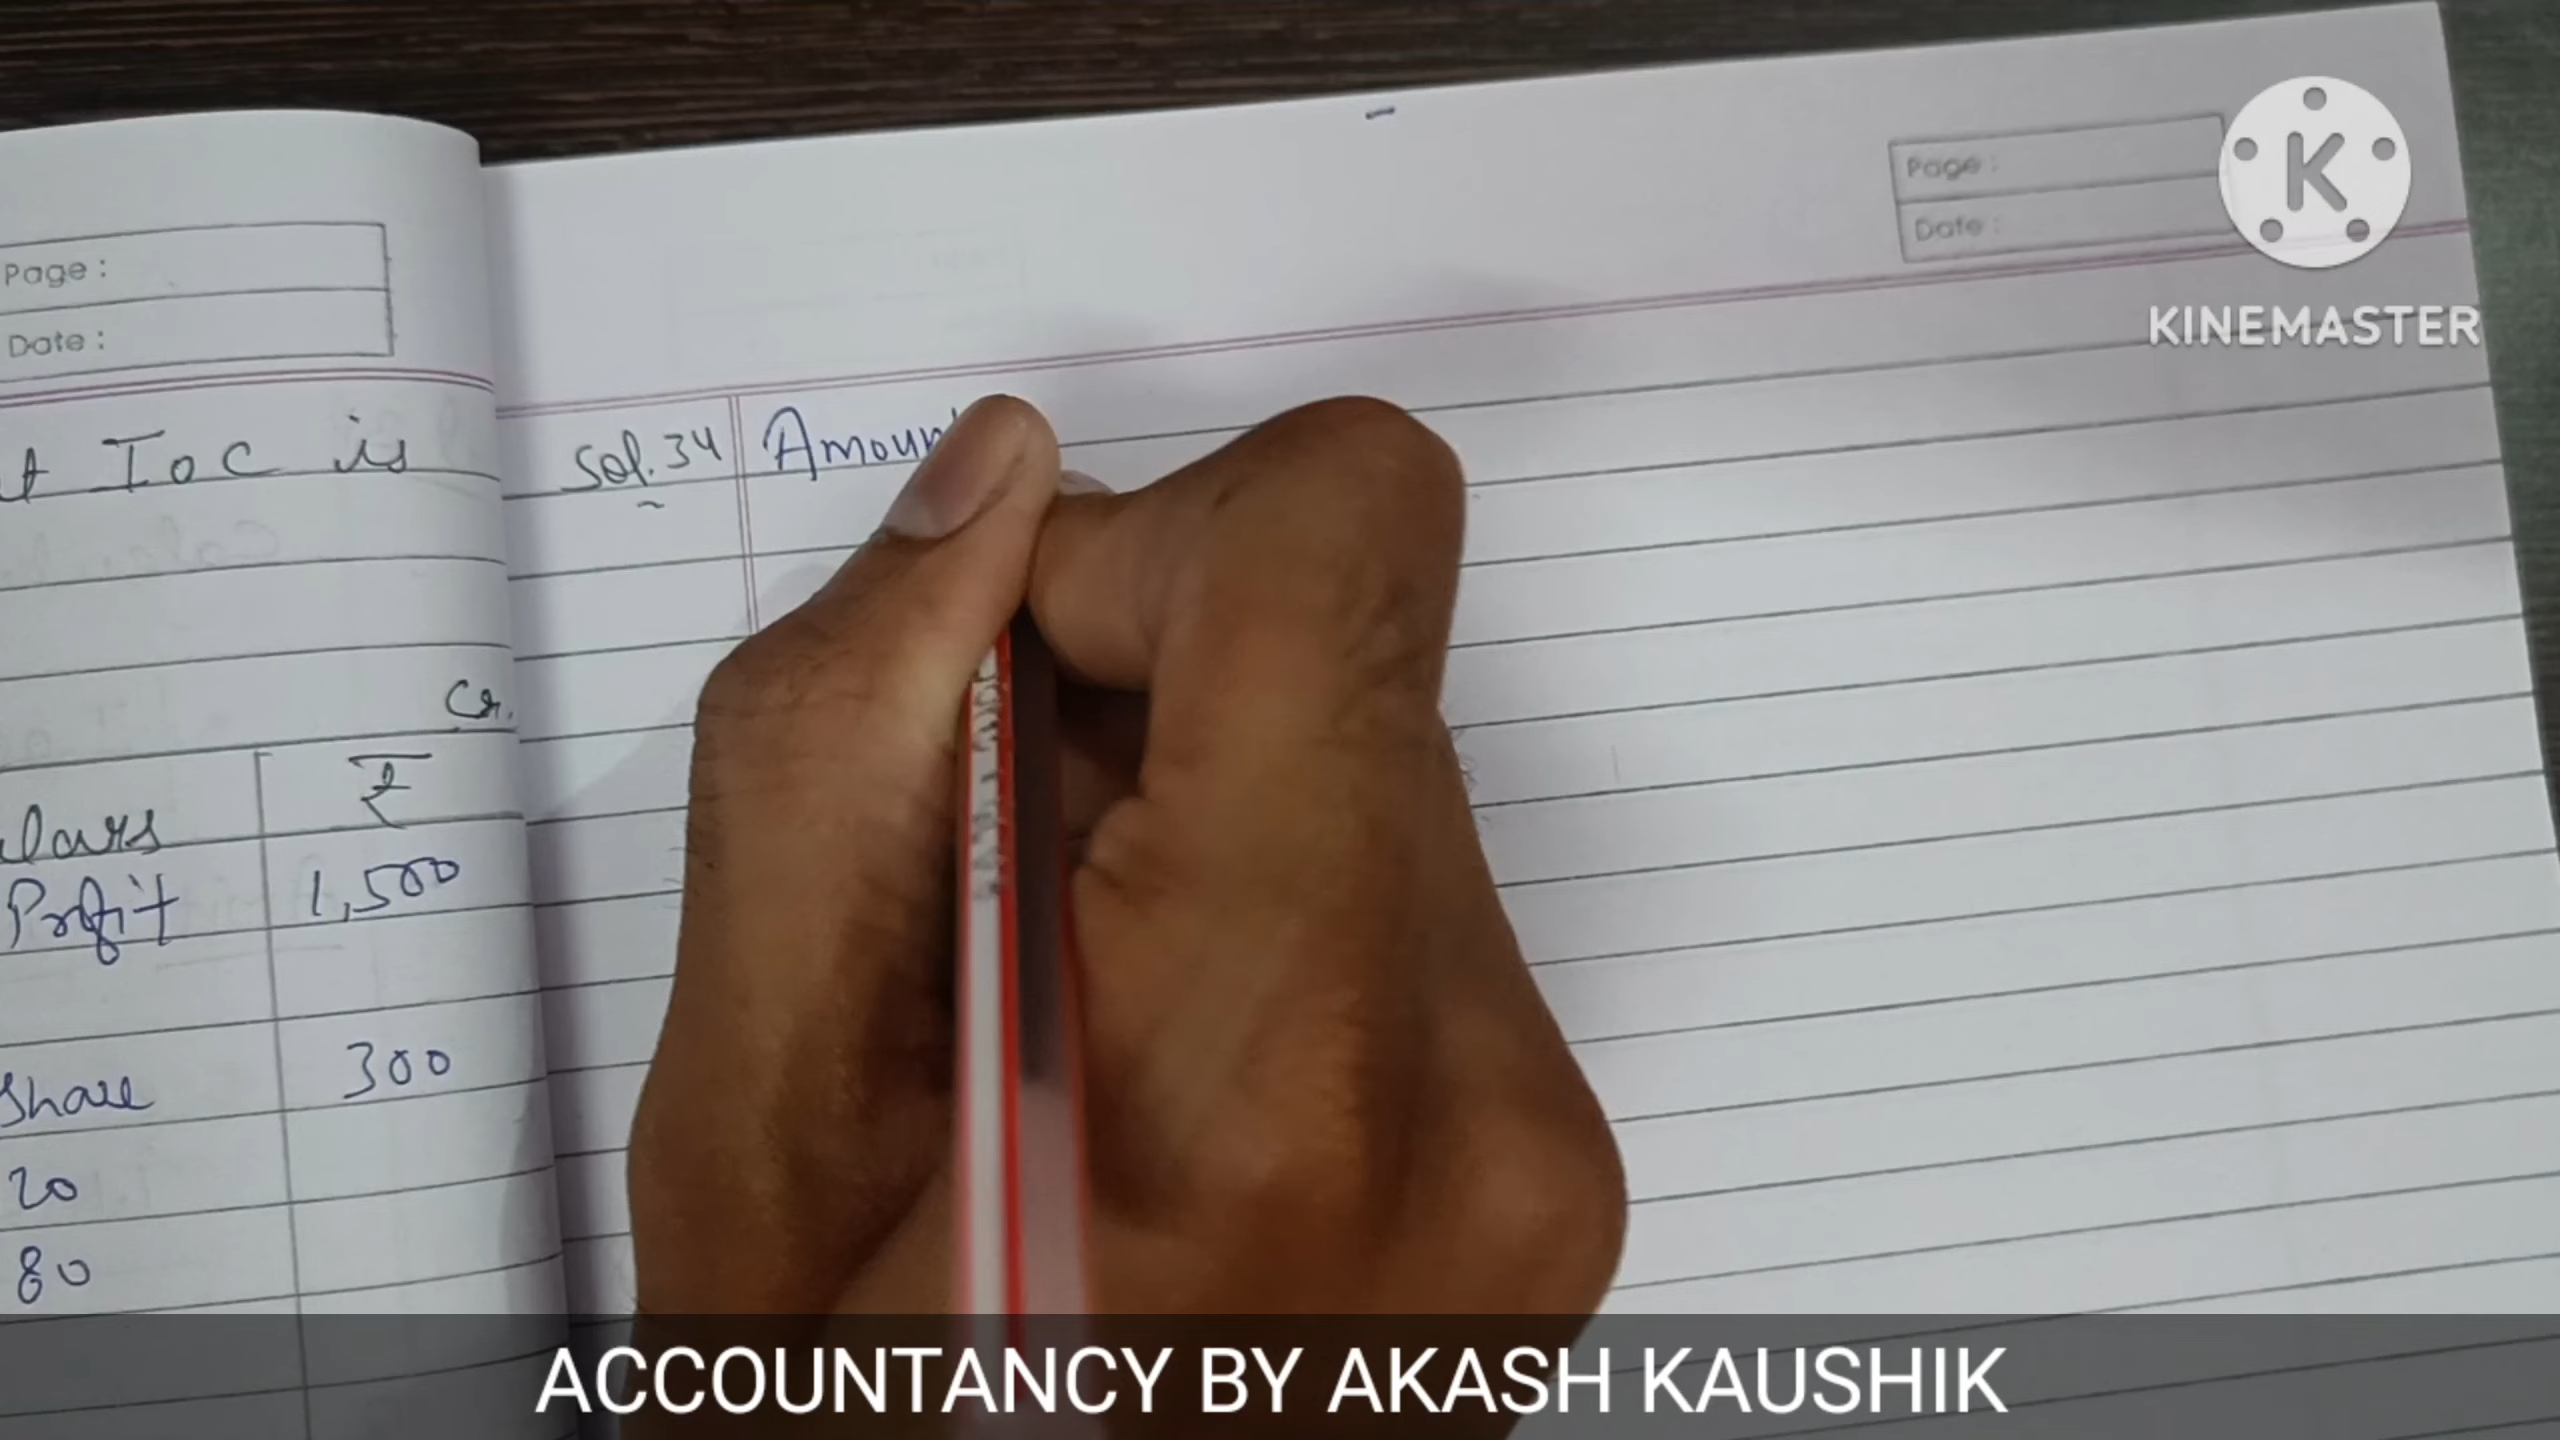 Page :
Date :
IOC is
Cr.
₹
Profit 1,500
Share 300
20
80
Page :
Date :
Sol. 34 Amoun
K
KINEMASTER
ACCOUNTANCY BY AKASH KAUSHIK